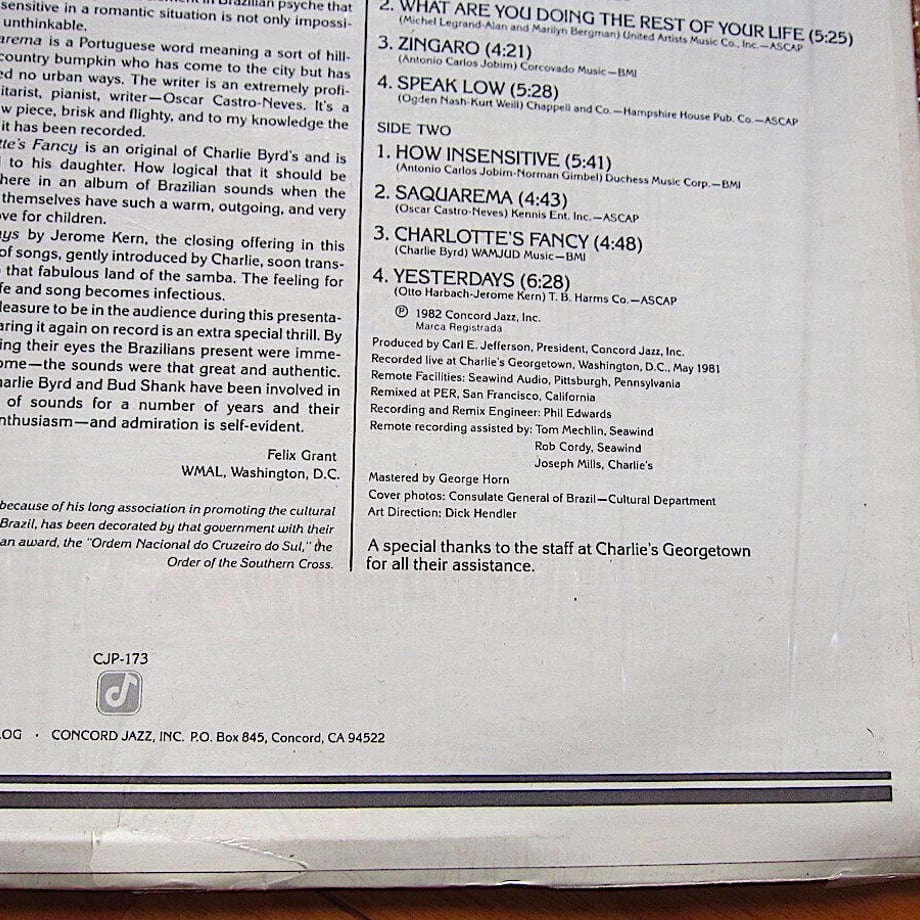 sensitive in a romantic situation is not only impossi-
unthinkable.
arema is a Portuguese word meaning a sort of hill-
country bumpkin who has come to the city but has
ed no urban ways. The writer is an extremely profi-
itarist, pianist, writer—Oscar Castro-Neves. It's a
w piece, brisk and flighty, and to my knowledge the
it has been recorded.
tte's Fancy is an original of Charlie Byrd's and is
to his daughter. How logical that it should be
here in an album of Brazilian sounds when the
themselves have such a warm, outgoing, and very
ove for children.
ays by Jerome Kern, the closing offering in this
of songs, gently introduced by Charlie, soon trans-
that fabulous land of the samba. The feeling for
fe and song becomes infectious.
leasure to be in the audience during this presenta-
aring it again on record is an extra special thrill. By
ing their eyes the Brazilians present were imme-
ome—the sounds were that great and authentic.
harlie Byrd and Bud Shank have been involved in
of sounds for a number of years and their
nthusiasm—and admiration is self-evident.
Felix Grant
WMAL, Washington, D.C.
because of his long association in promoting the cultural
Brazil, has been decorated by that government with their
an award, the "Ordem Nacional do Cruzeiro do Sul," the
Order of the Southern Cross.
2. WHAT ARE YOU DOING THE REST OF YOUR LIFE (5:25)
(Michel Legrand-Alan and Marilyn Bergman) United Artists Music Co., Inc.—ASCAP
3. ZINGARO (4:21)
(Antonio Carlos Jobim) Corcovado Music—BMI
4. SPEAK LOW (5:28)
(Ogden Nash-Kurt Weill) Chappell and Co.—Hampshire House Pub. Co.—ASCAP
SIDE TWO
1. HOW INSENSITIVE (5:41)
(Antonio Carlos Jobim-Norman Gimbel) Duchess Music Corp.—BMI
2. SAQUAREMA (4:43)
(Oscar Castro-Neves) Kennis Ent. Inc.—ASCAP
3. CHARLOTTE'S FANCY (4:48)
(Charlie Byrd) WAMJUD Music—BMI
4. YESTERDAYS (6:28)
(Otto Harbach-Jerome Kern) T. B. Harms Co.—ASCAP
℗ 1982 Concord Jazz, Inc.
Marca Registrada
Produced by Carl E. Jefferson, President, Concord Jazz, Inc.
Recorded live at Charlie's Georgetown, Washington, D.C., May 1981
Remote Facilities: Seawind Audio, Pittsburgh, Pennsylvania
Remixed at PER, San Francisco, California
Recording and Remix Engineer: Phil Edwards
Remote recording assisted by: Tom Mechlin, Seawind
Rob Cordy, Seawind
Joseph Mills, Charlie's
Mastered by George Horn
Cover photos: Consulate General of Brazil—Cultural Department
Art Direction: Dick Hendler
A special thanks to the staff at Charlie's Georgetown
for all their assistance.
CJP-173
OG · CONCORD JAZZ, INC. P.O. Box 845, Concord, CA 94522